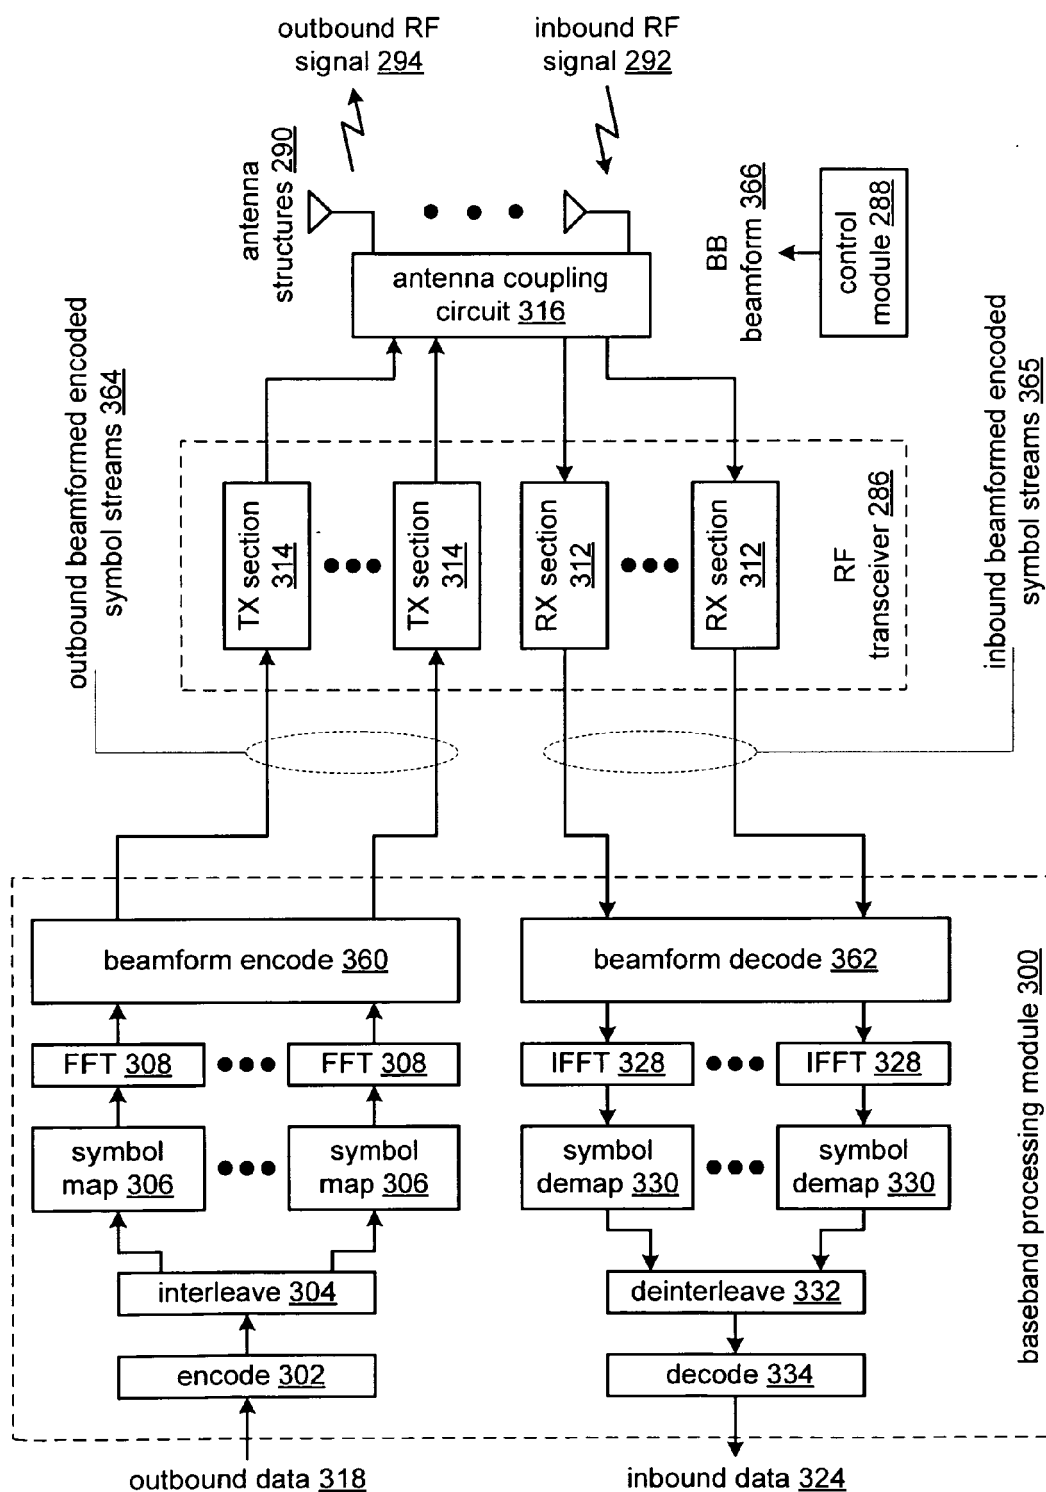 outbound RF
signal 294
inbound RF
signal 292
antenna
structures 290
BB
beamform 366
control
module 288
antenna coupling
circuit 316
outbound beamformed encoded
symbol streams 364
inbound beamformed encoded
symbol streams 365
TX section
314
TX section
314
RX section
312
RX section
312
RF
transceiver 286
beamform encode 360
beamform decode 362
FFT 308
FFT 308
IFFT 328
IFFT 328
symbol
map 306
symbol
map 306
symbol
demap 330
symbol
demap 330
interleave 304
deinterleave 332
encode 302
decode 334
baseband processing module 300
outbound data 318
inbound data 324